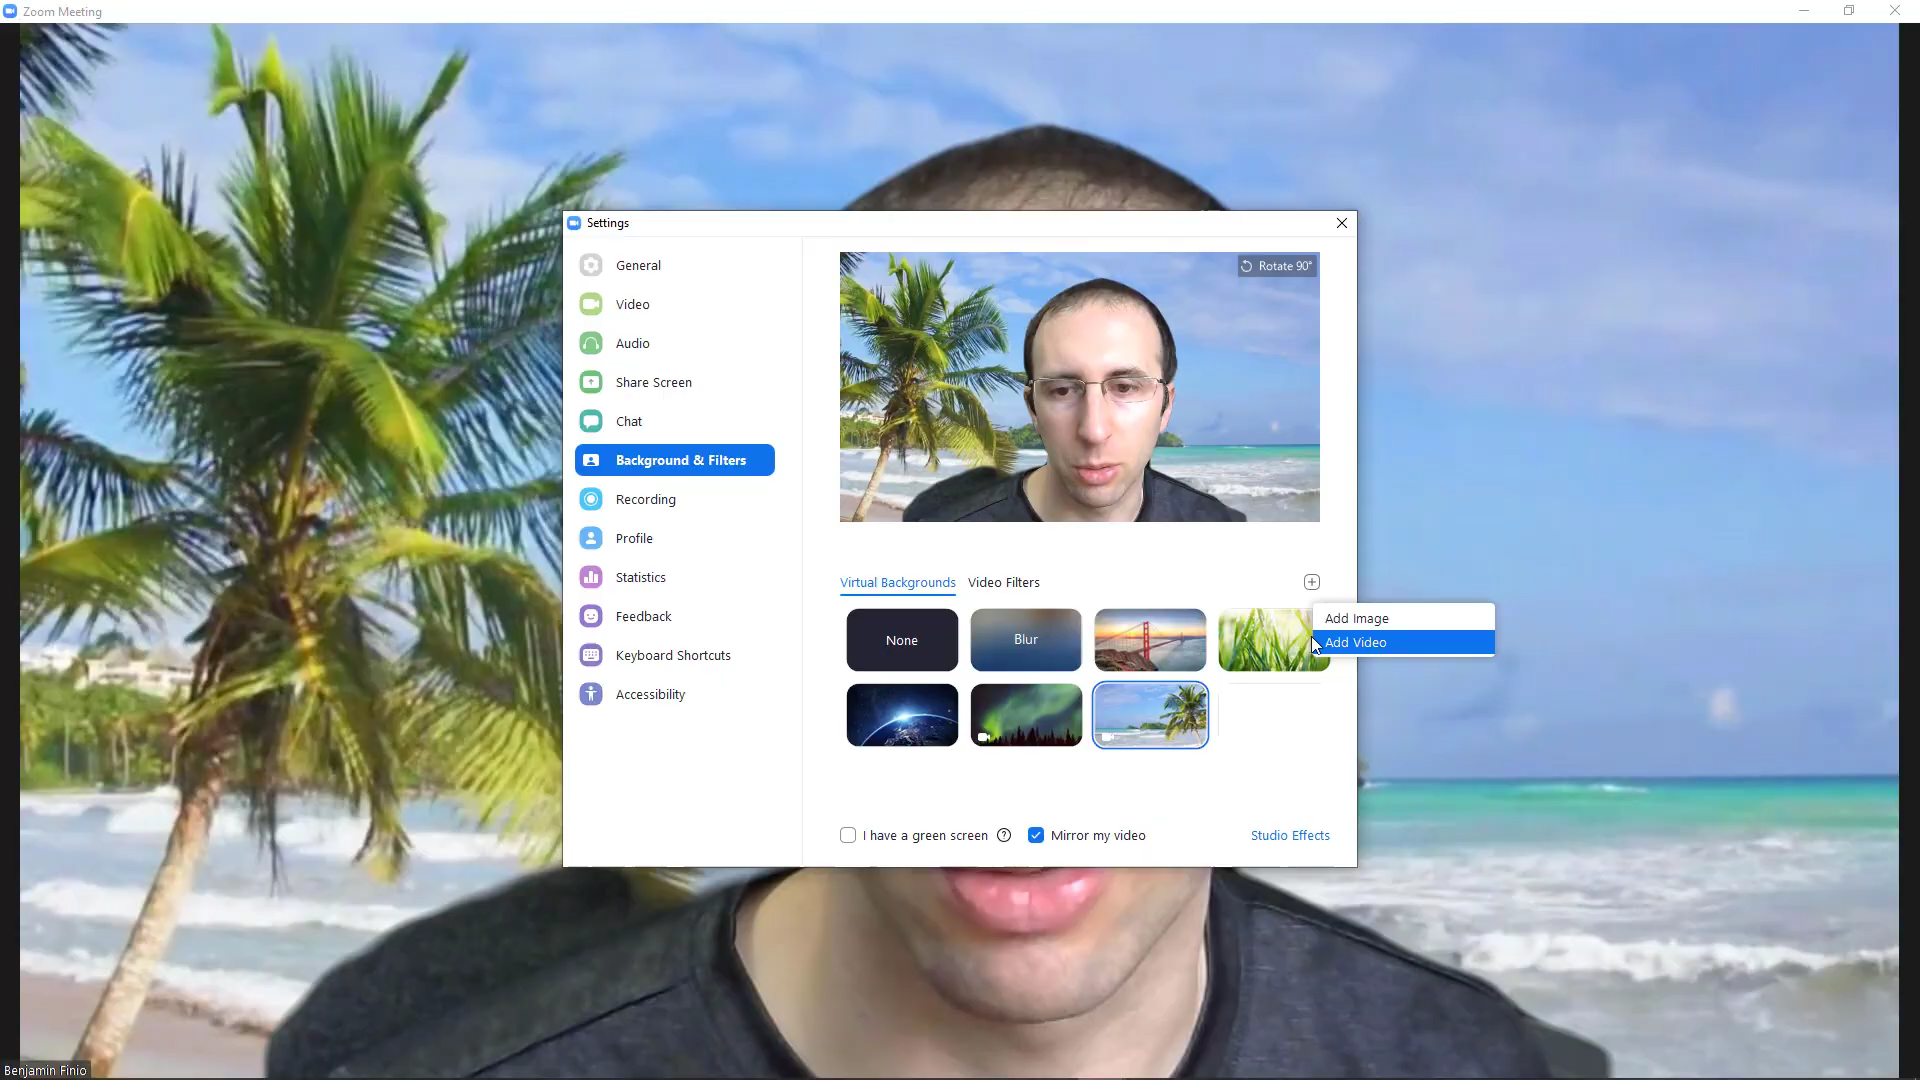 Zoom Meeting
Settings
General
Video
Audio
Share Screen
Chat
Background & Filters
Recording
Profile
Statistics
Feedback
Keyboard Shortcuts
Accessibility
Rotate 90°
Virtual Backgrounds
Video Filters
Add Image
Add Video
None
Blur
I have a green screen
?
Mirror my video
Studio Effects
Benjamin Finio